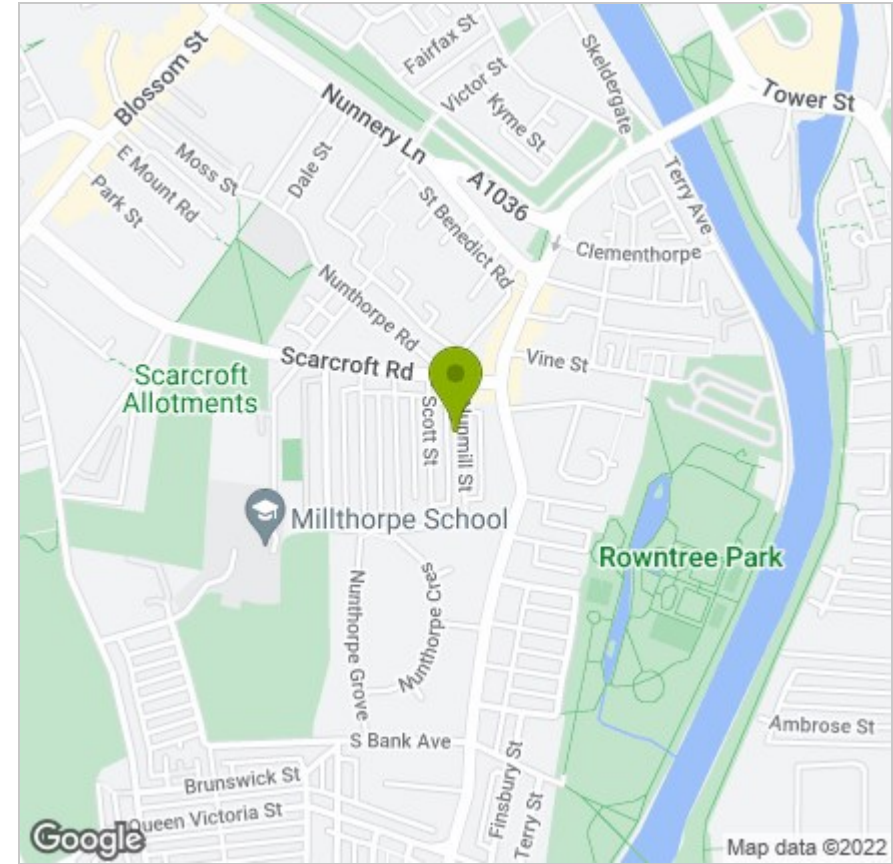 Blossom St
Fairfax St
Skeldergate
Victor St
Nunnery Ln
Kyme St
Tower St
Moss St
Dale St
E Mount Rd
Park St
A1036
Terry Ave
St Benedict Rd
Clementhorpe
Nunthorpe Rd
Scarcroft Rd
Vine St
Scarcroft
Allotments
Scott St
Nunmill St
Millthorpe School
Rowntree Park
Nunthorpe Grove
Nunthorpe Cres
S Bank Ave
Ambrose St
Brunswick St
Finsbury St
Terry St
Queen Victoria St
Google
Map data ©2022